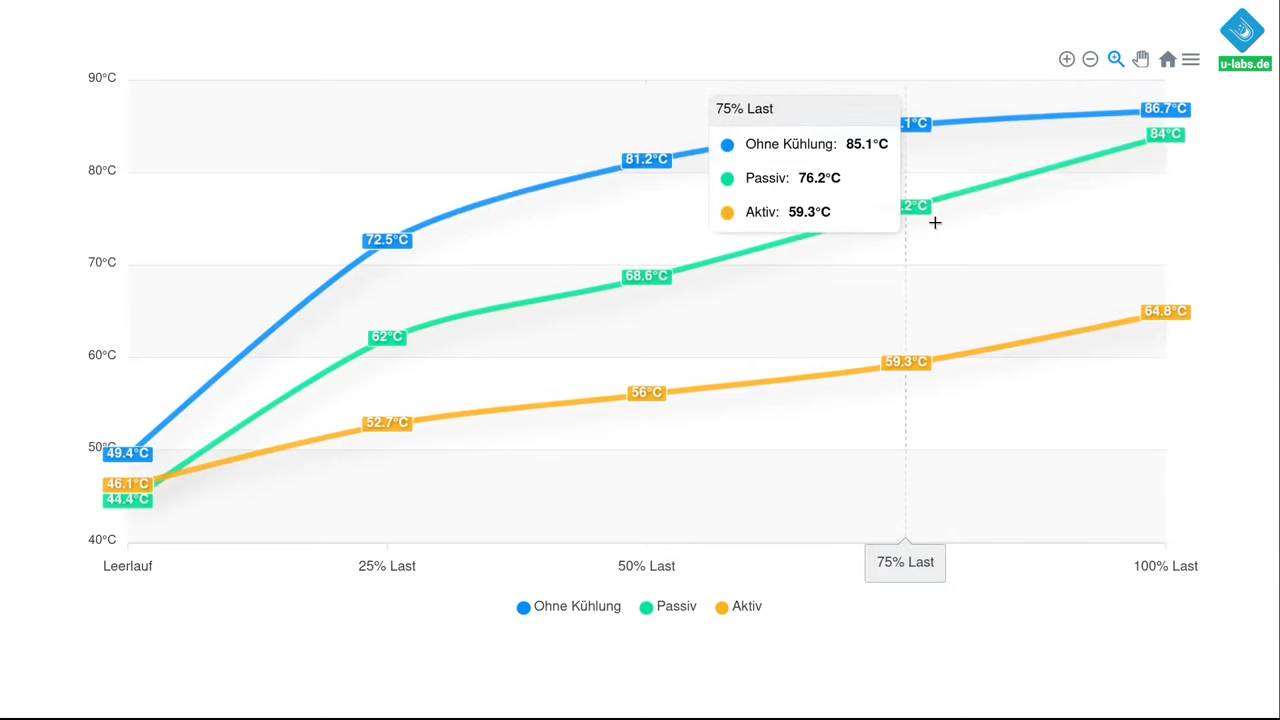 u-labs.de
90°C
80°C
70°C
60°C
50°C
40°C
75% Last
Ohne Kühlung: 85.1°C
Passiv: 76.2°C
Aktiv: 59.3°C
49.4°C
72.5°C
81.2°C
.1°C
86.7°C
44.4°C
62°C
68.6°C
.2°C
84°C
46.1°C
52.7°C
56°C
59.3°C
64.8°C
Leerlauf
25% Last
50% Last
75% Last
100% Last
Ohne Kühlung
Passiv
Aktiv